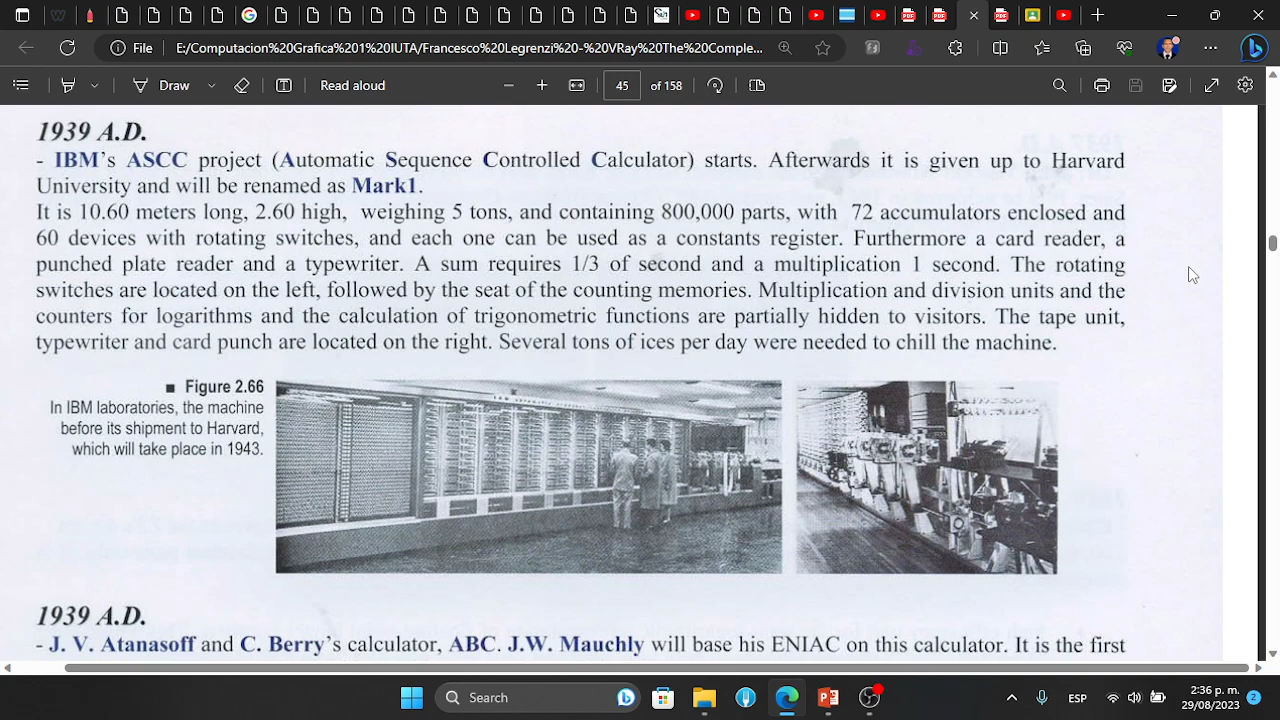 File
E:/Computacion%20Grafica%201%20IUTA/Francesco%20Legrenzi%20-%20VRay%20The%20Comple...
Draw
Read aloud
45
of 158
1939 A.D.
- IBM's ASCC project (Automatic Sequence Controlled Calculator) starts. Afterwards it is given up to Harvard
University and will be renamed as Mark1.
It is 10.60 meters long, 2.60 high, weighing 5 tons, and containing 800,000 parts, with 72 accumulators enclosed and
60 devices with rotating switches, and each one can be used as a constants register. Furthermore a card reader, a
punched plate reader and a typewriter. A sum requires 1/3 of second and a multiplication 1 second. The rotating
switches are located on the left, followed by the seat of the counting memories. Multiplication and division units and the
counters for logarithms and the calculation of trigonometric functions are partially hidden to visitors. The tape unit,
typewriter and card punch are located on the right. Several tons of ices per day were needed to chill the machine.
■ Figure 2.66
In IBM laboratories, the machine
before its shipment to Harvard,
which will take place in 1943.
1939 A.D.
- J. V. Atanasoff and C. Berry's calculator, ABC. J.W. Mauchly will base his ENIAC on this calculator. It is the first
Search
ESP
2:36 p. m.
29/08/2023
2